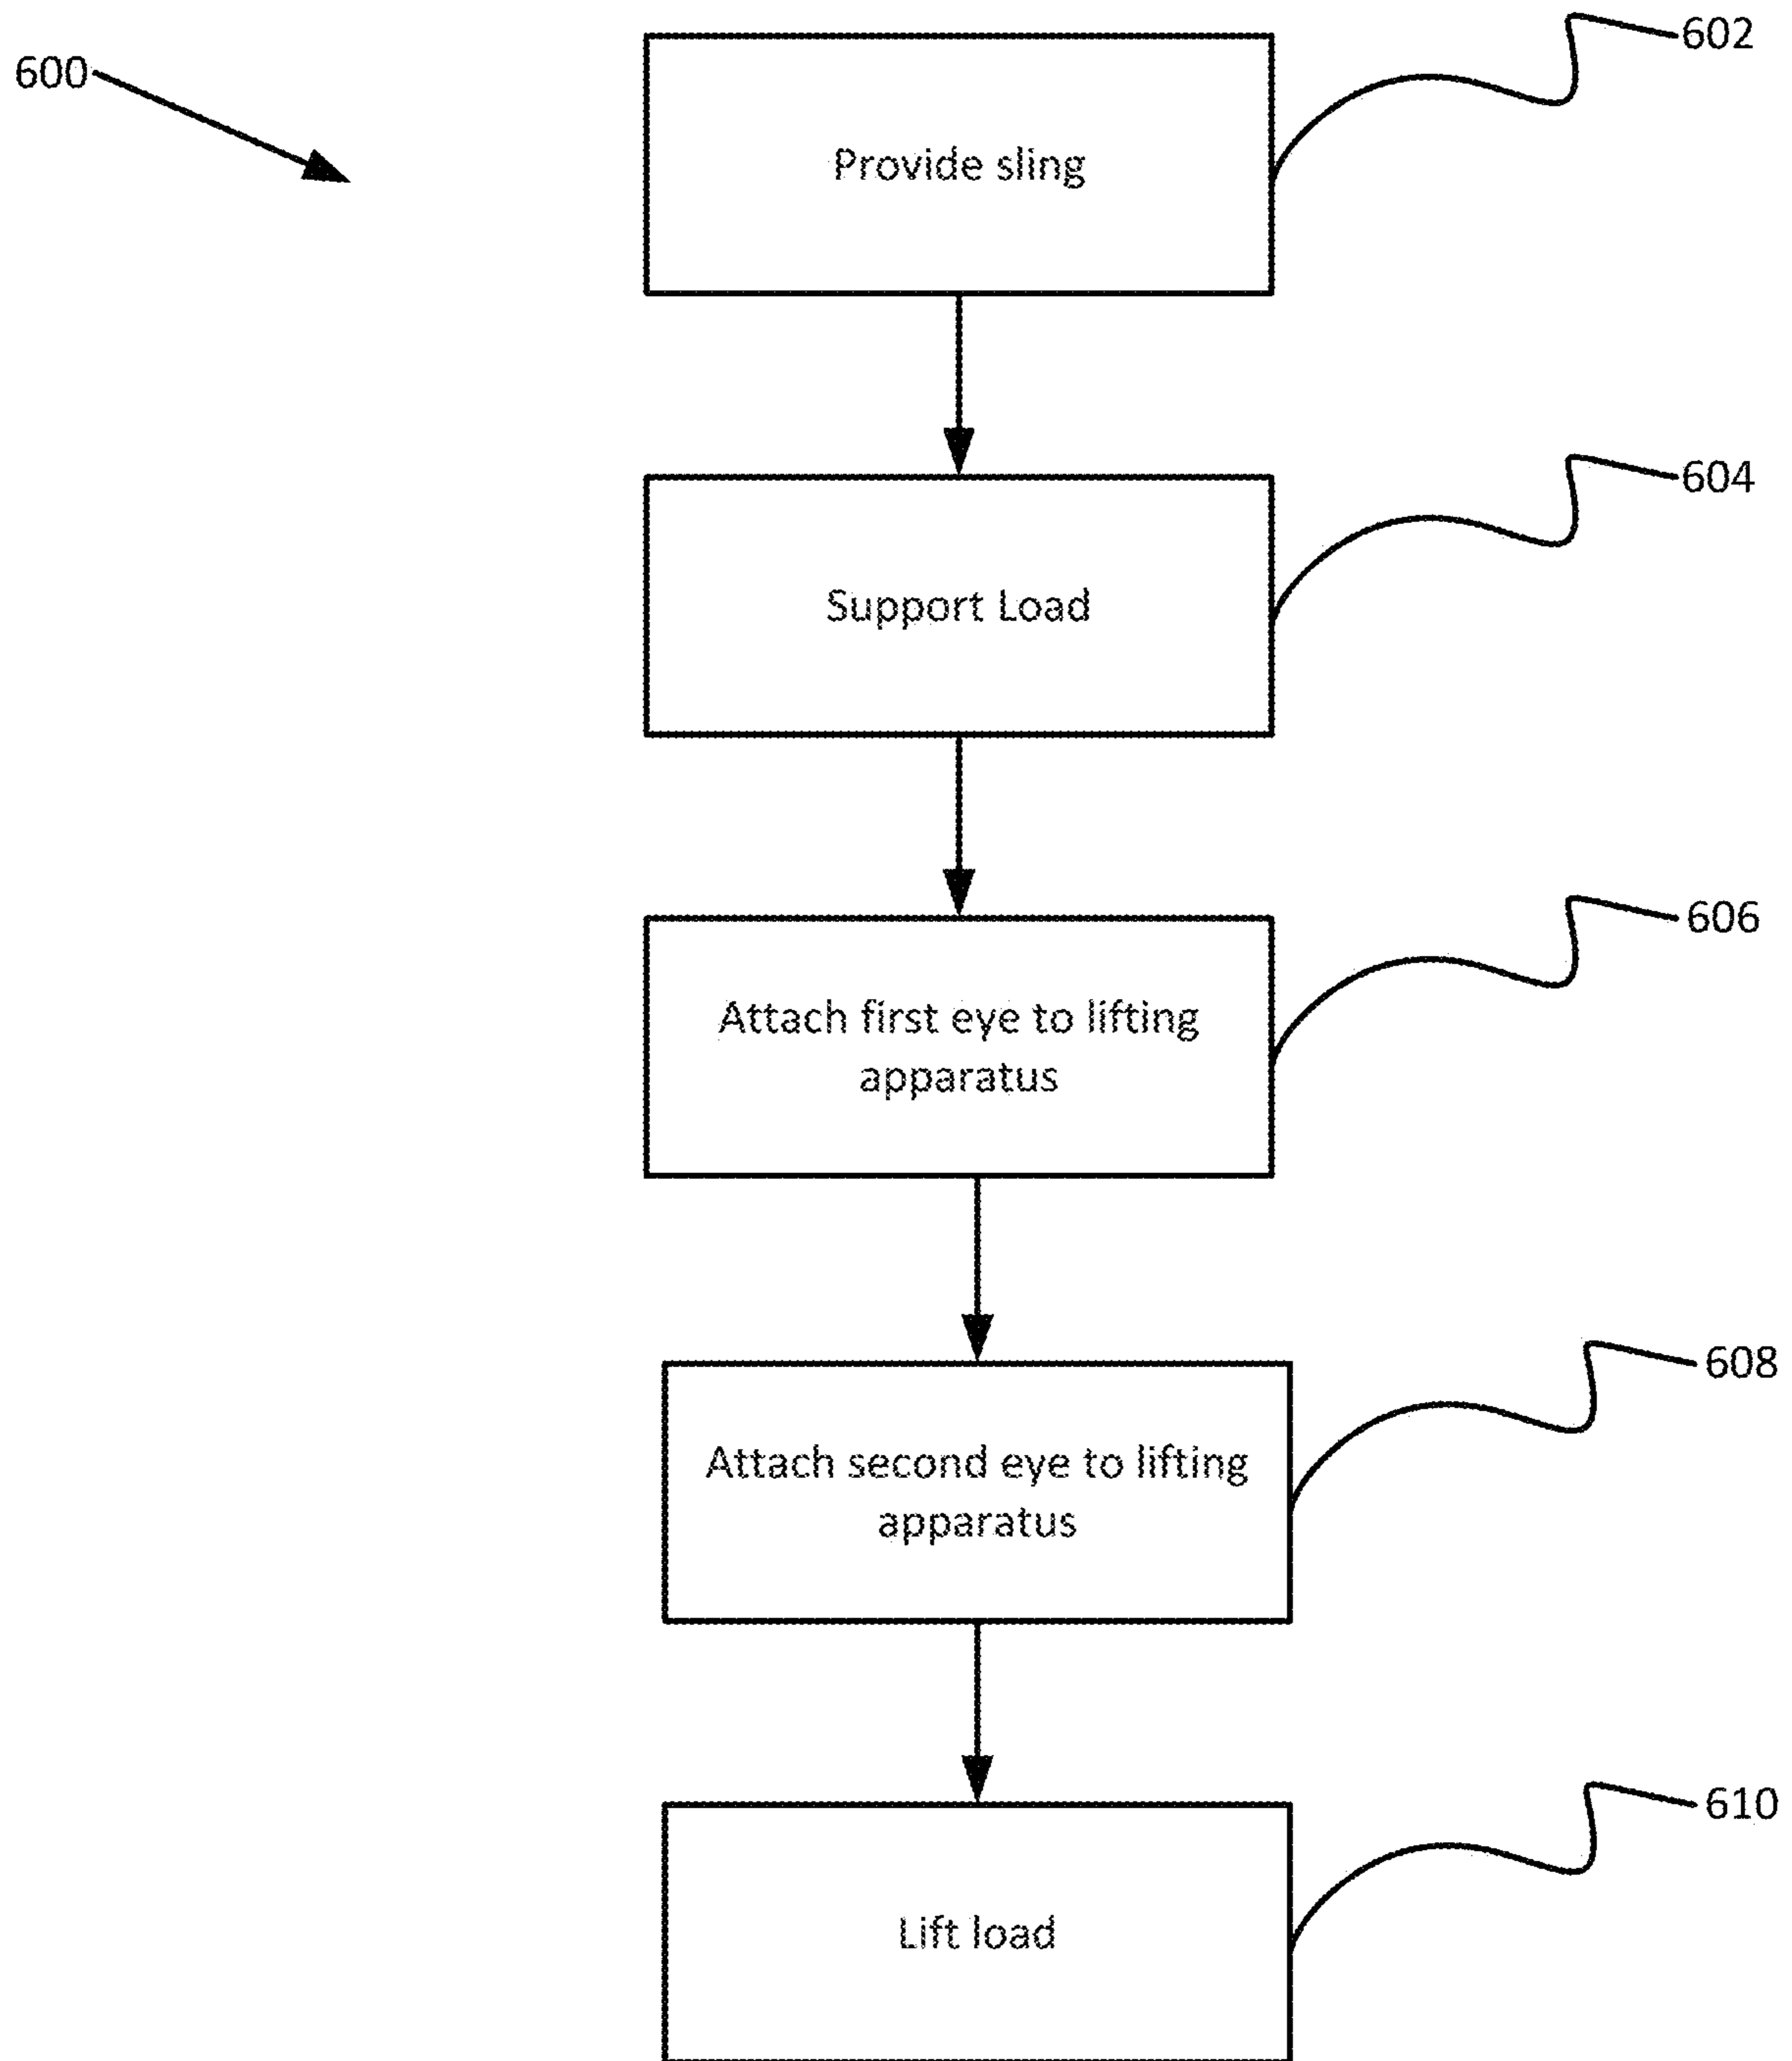 600
602
Provide sling
604
Support Load
606
Attach first eye to lifting
apparatus
608
Attach second eye to lifting
apparatus
610
Lift load